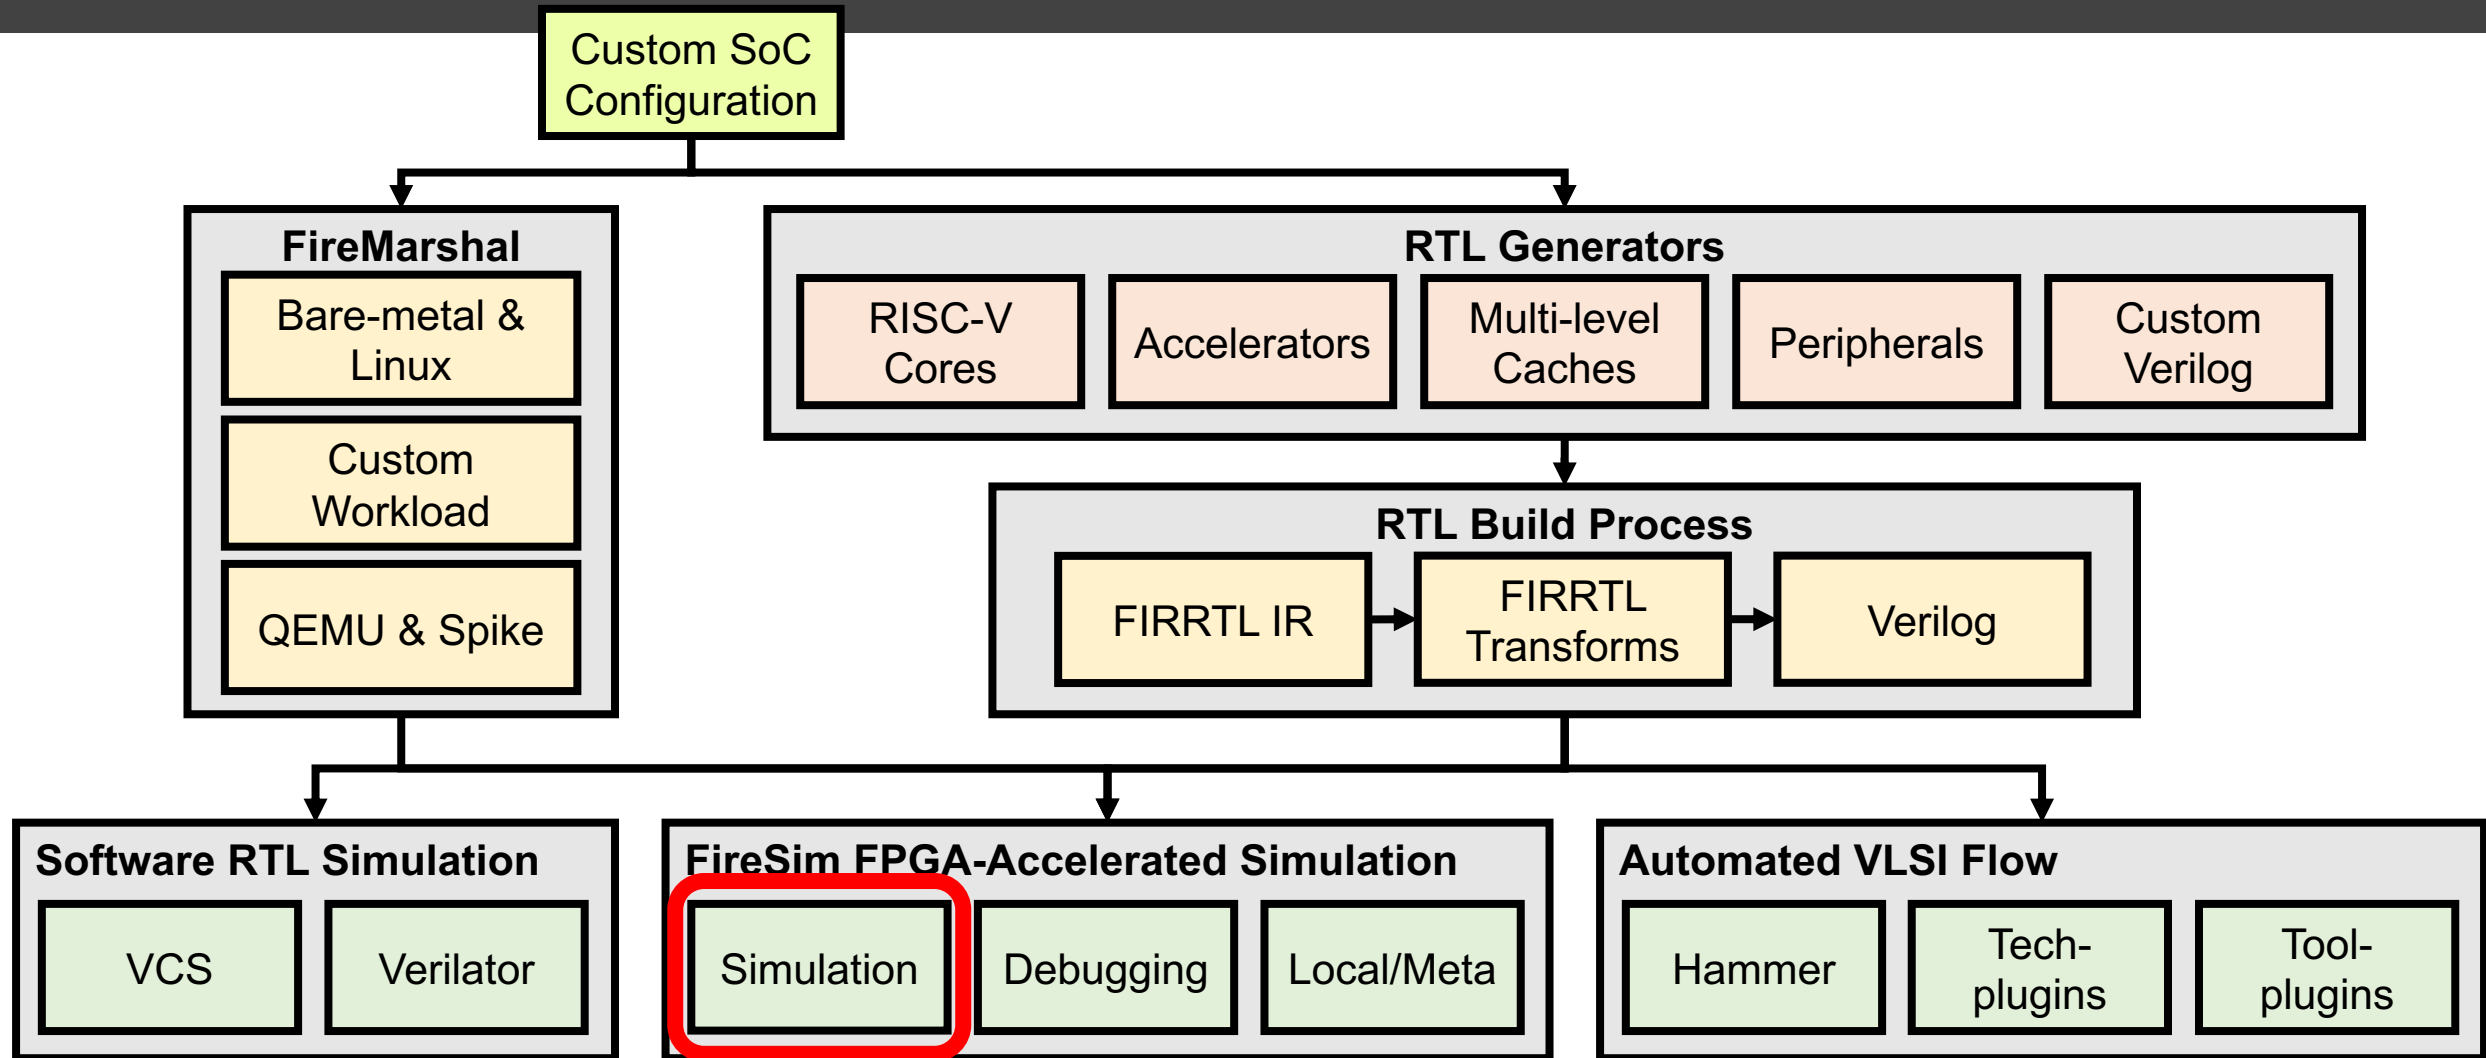 Custom SoC
Configuration
FireMarshal
Bare-metal &
Linux
Custom
Workload
QEMU & Spike
RTL Generators
RISC-V
Cores
Accelerators
Multi-level
Caches
Peripherals
Custom
Verilog
RTL Build Process
FIRRTL IR
FIRRTL
Transforms
Verilog
Software RTL Simulation
VCS
Verilator
FireSim FPGA-Accelerated Simulation
Simulation
Debugging
Local/Meta
Automated VLSI Flow
Hammer
Tech-
plugins
Tool-
plugins